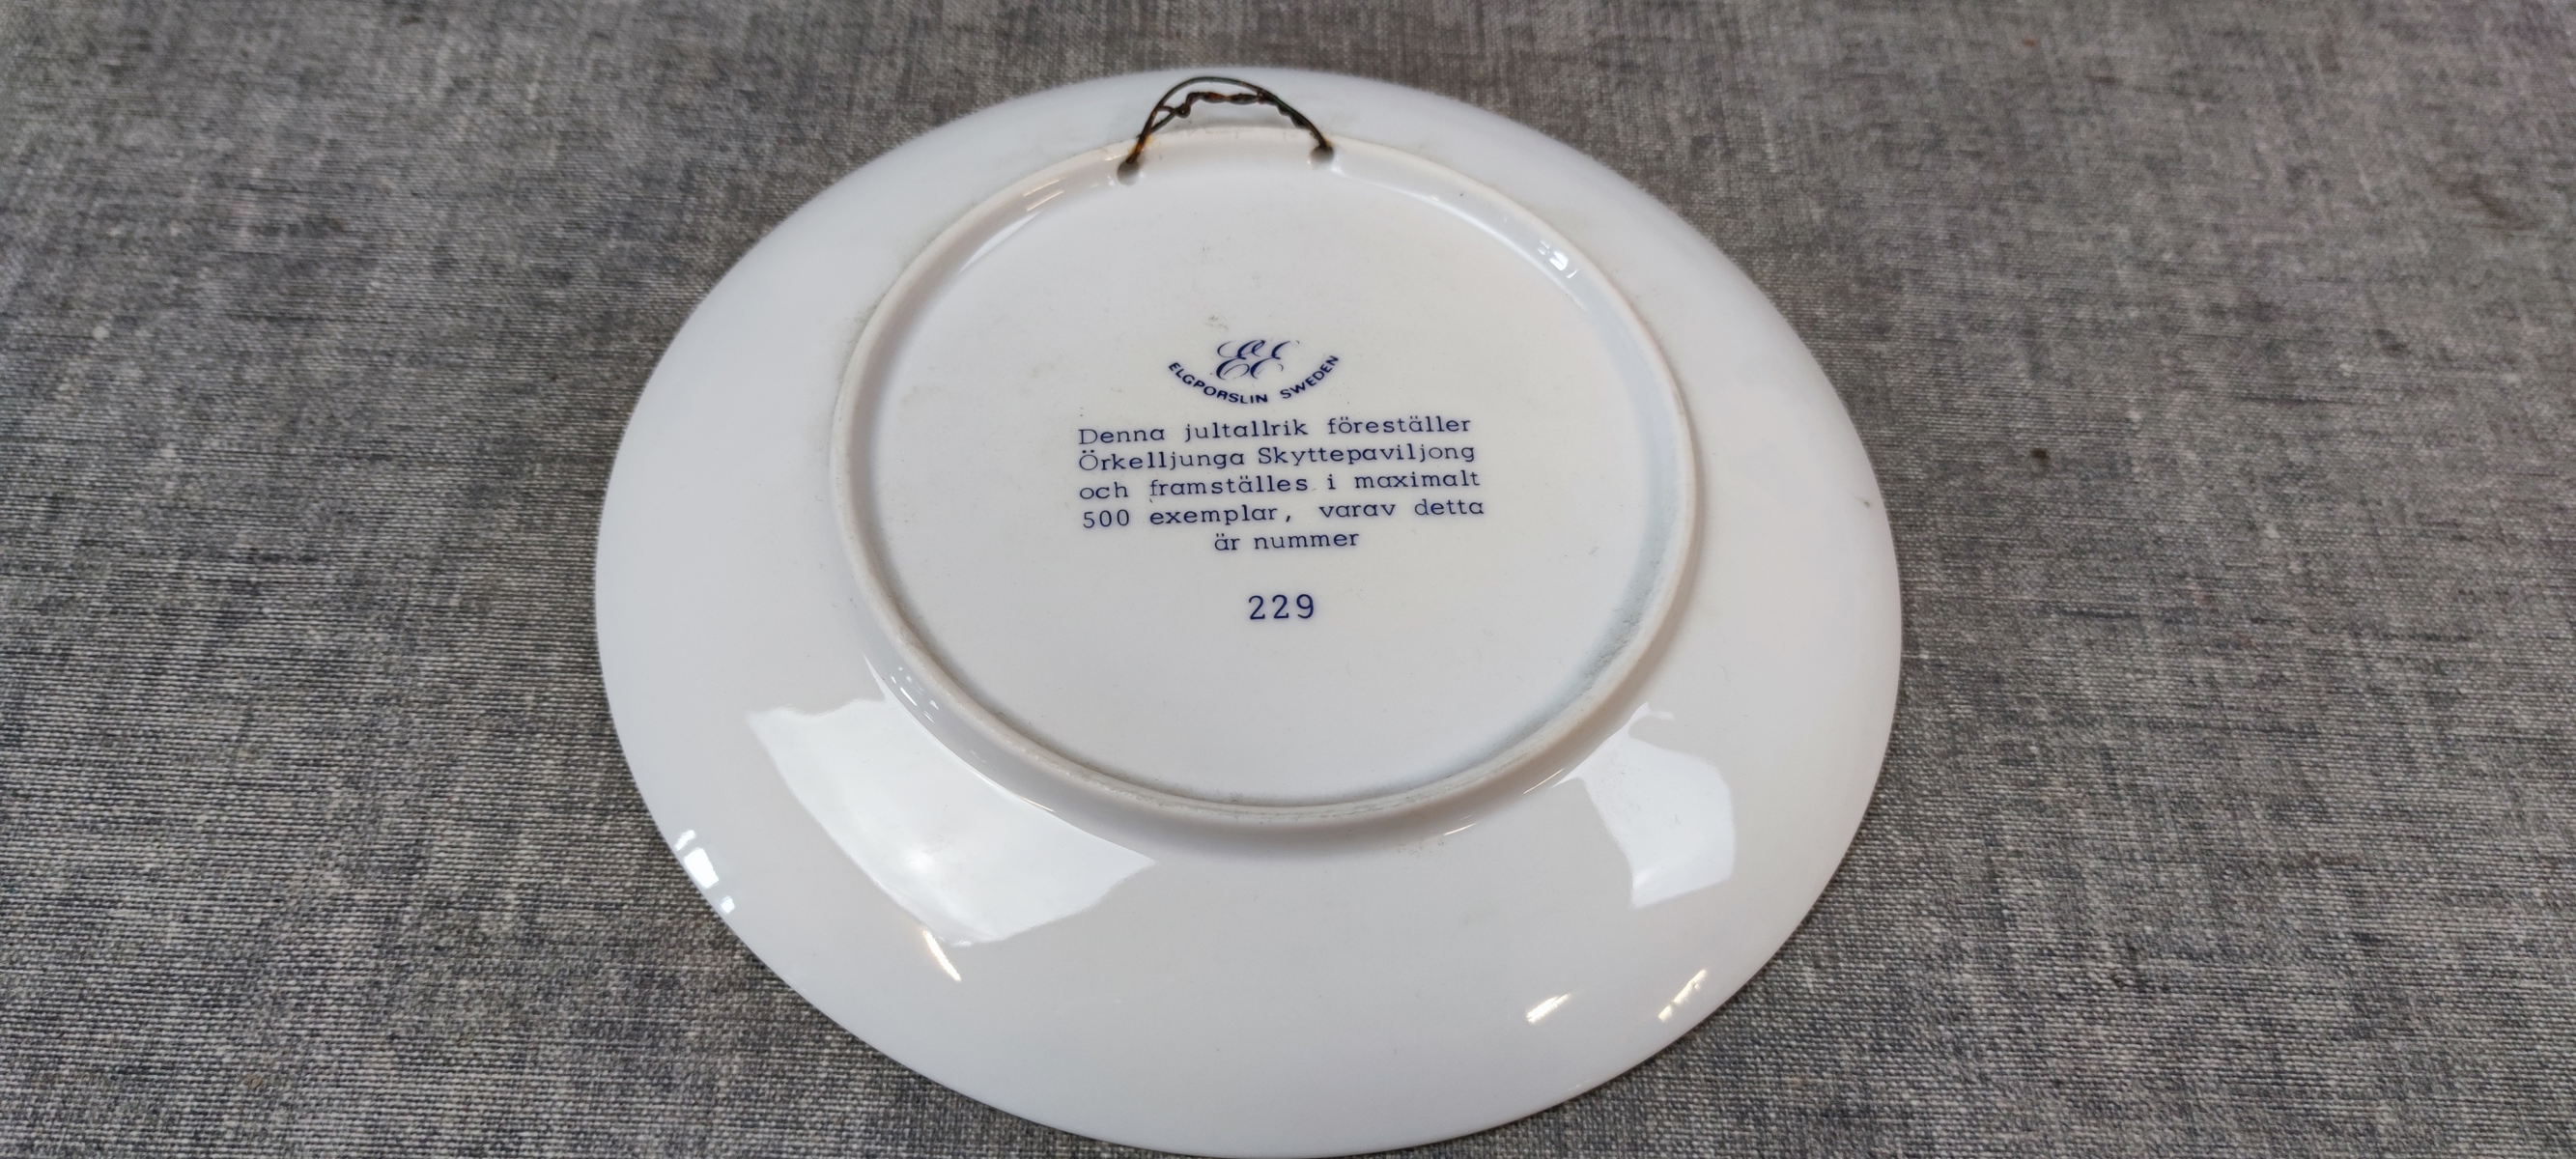 EE
ELGPORSLIN SWEDEN
Denna jultallrik föreställer
Örkelljunga Skyttepaviljong
och framställes i maximalt
500 exemplar, varav detta
är nummer
229